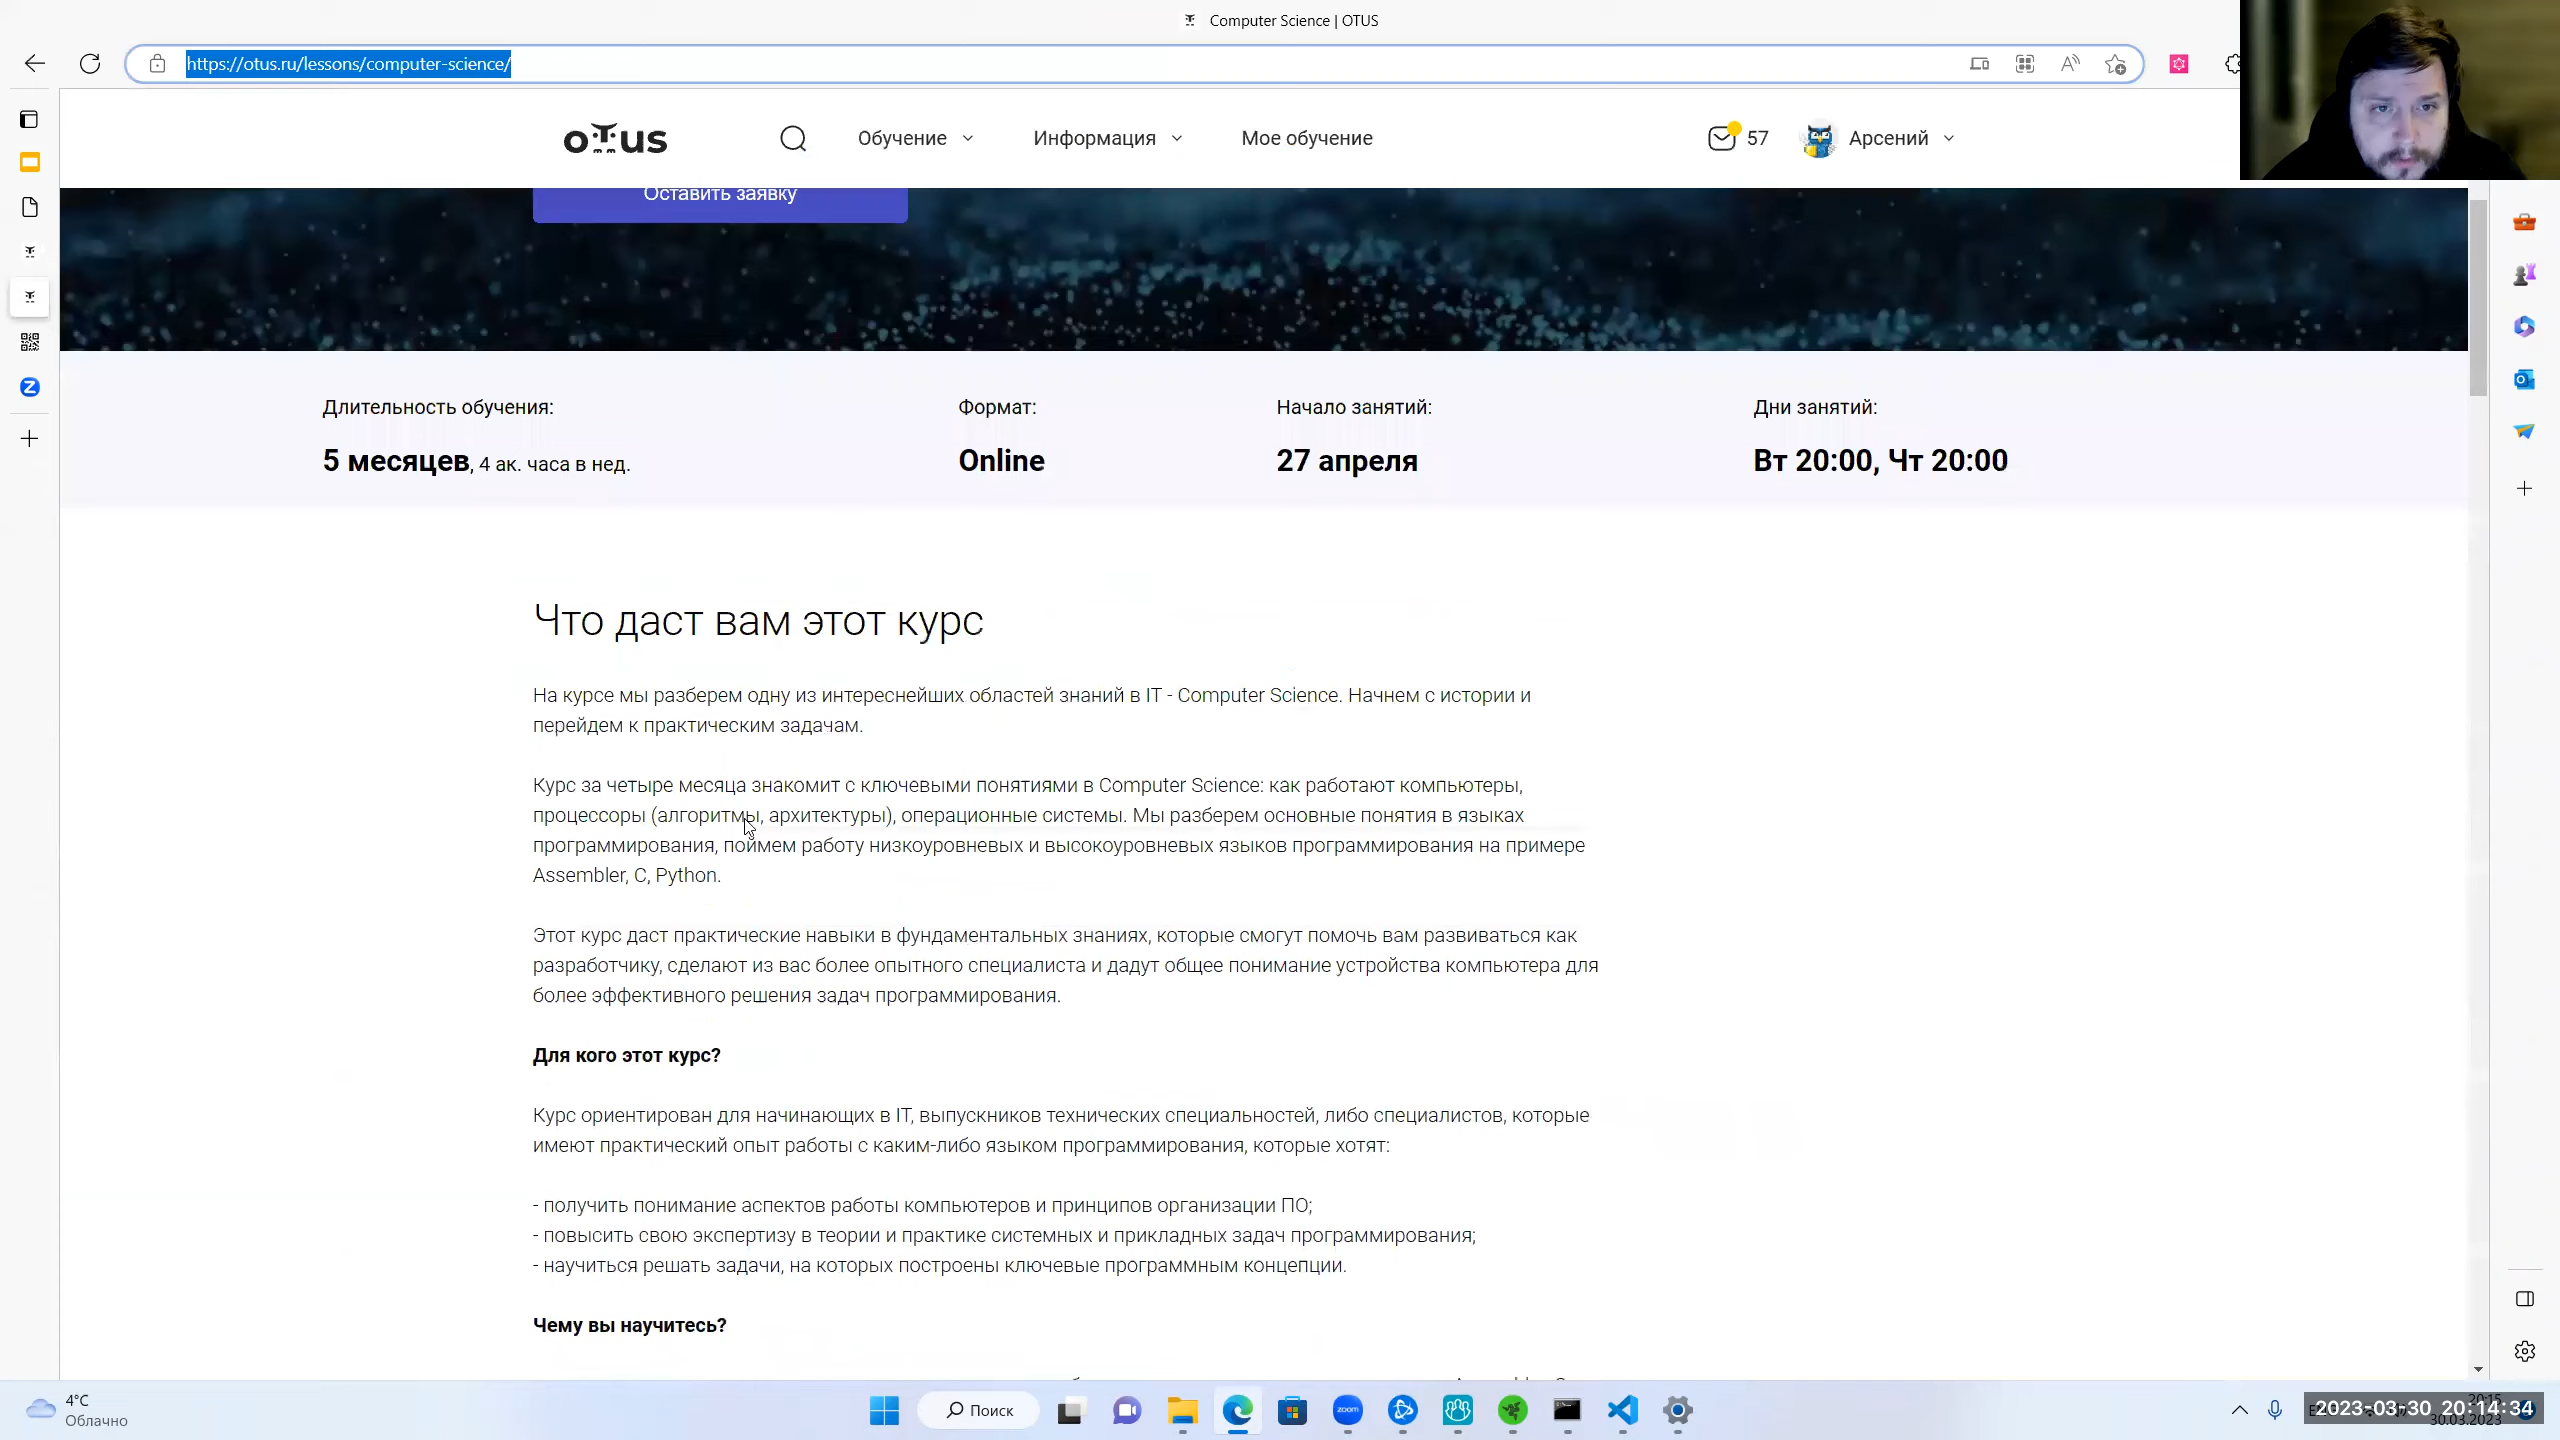 Computer Science | OTUS
https://otus.ru/lessons/computer-science/
OTUS
Обучение
Информация
Мое обучение
57
Арсений
Оставить заявку
Длительность обучения:
Формат:
Начало занятий:
Дни занятий:
5 месяцев, 4 ак. часа в нед.
Online
27 апреля
Вт 20:00, Чт 20:00
Что даст вам этот курс
На курсе мы разберем одну из интереснейших областей знаний в IT - Computer Science. Начнем с истории и
перейдем к практическим задачам.
Курс за четыре месяца знакомит с ключевыми понятиями в Computer Science: как работают компьютеры,
процессоры (алгоритмы, архитектуры), операционные системы. Мы разберем основные понятия в языках
программирования, поймем работу низкоуровневых и высокоуровневых языков программирования на примере
Assembler, C, Python.
Этот курс даст практические навыки в фундаментальных знаниях, которые смогут помочь вам развиваться как
разработчику, сделают из вас более опытного специалиста и дадут общее понимание устройства компьютера для
более эффективного решения задач программирования.
Для кого этот курс?
Курс ориентирован для начинающих в IT, выпускников технических специальностей, либо специалистов, которые
имеют практический опыт работы с каким-либо языком программирования, которые хотят:
- получить понимание аспектов работы компьютеров и принципов организации ПО;
- повысить свою экспертизу в теории и практике системных и прикладных задач программирования;
- научиться решать задачи, на которых построены ключевые программным концепции.
Чему вы научитесь?
4°C
Облачно
Поиск
zoom
20:15
2023-03-30 20:14:34
30.03.2023